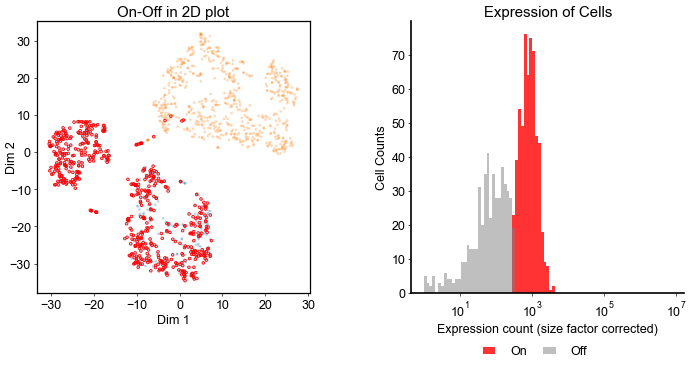 On-Off in 2D plot
Dim 2
30
20
10
0
−10
−20
−30
−30 −20 −10 0 10 20 30
Dim 1
Expression of Cells
Cell Counts
70
60
50
40
30
20
10
0
10^1 10^3 10^5 10^7
Expression count (size factor corrected)
On Off